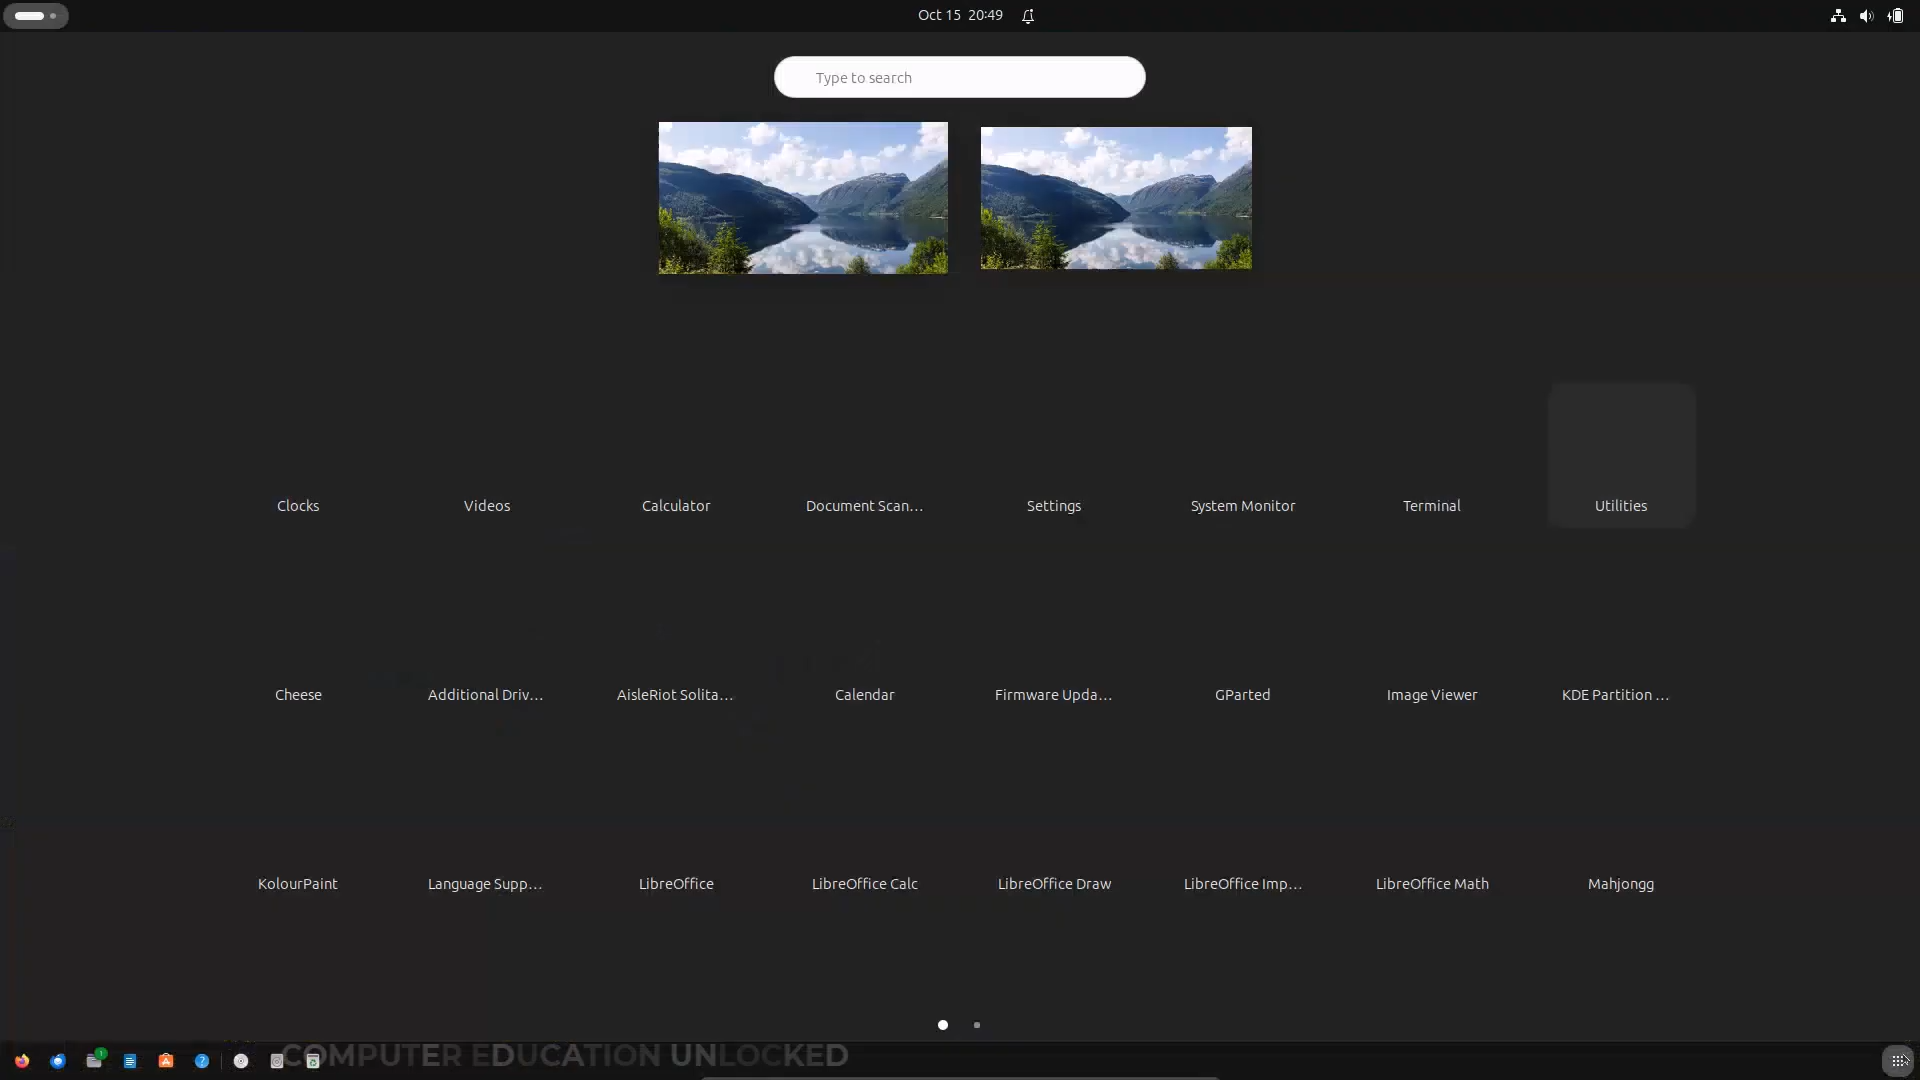 Oct 15 20:49
Type to search
Clocks Videos Calculator Document Scan... Settings System Monitor Terminal Utilities
Cheese Additional Driv... AisleRiot Solita... Calendar Firmware Upda... GParted Image Viewer KDE Partition ...
KolourPaint Language Supp... LibreOffice LibreOffice Calc LibreOffice Draw LibreOffice Imp... LibreOffice Math Mahjongg
1
COMPUTER EDUCATION UNLOCKED